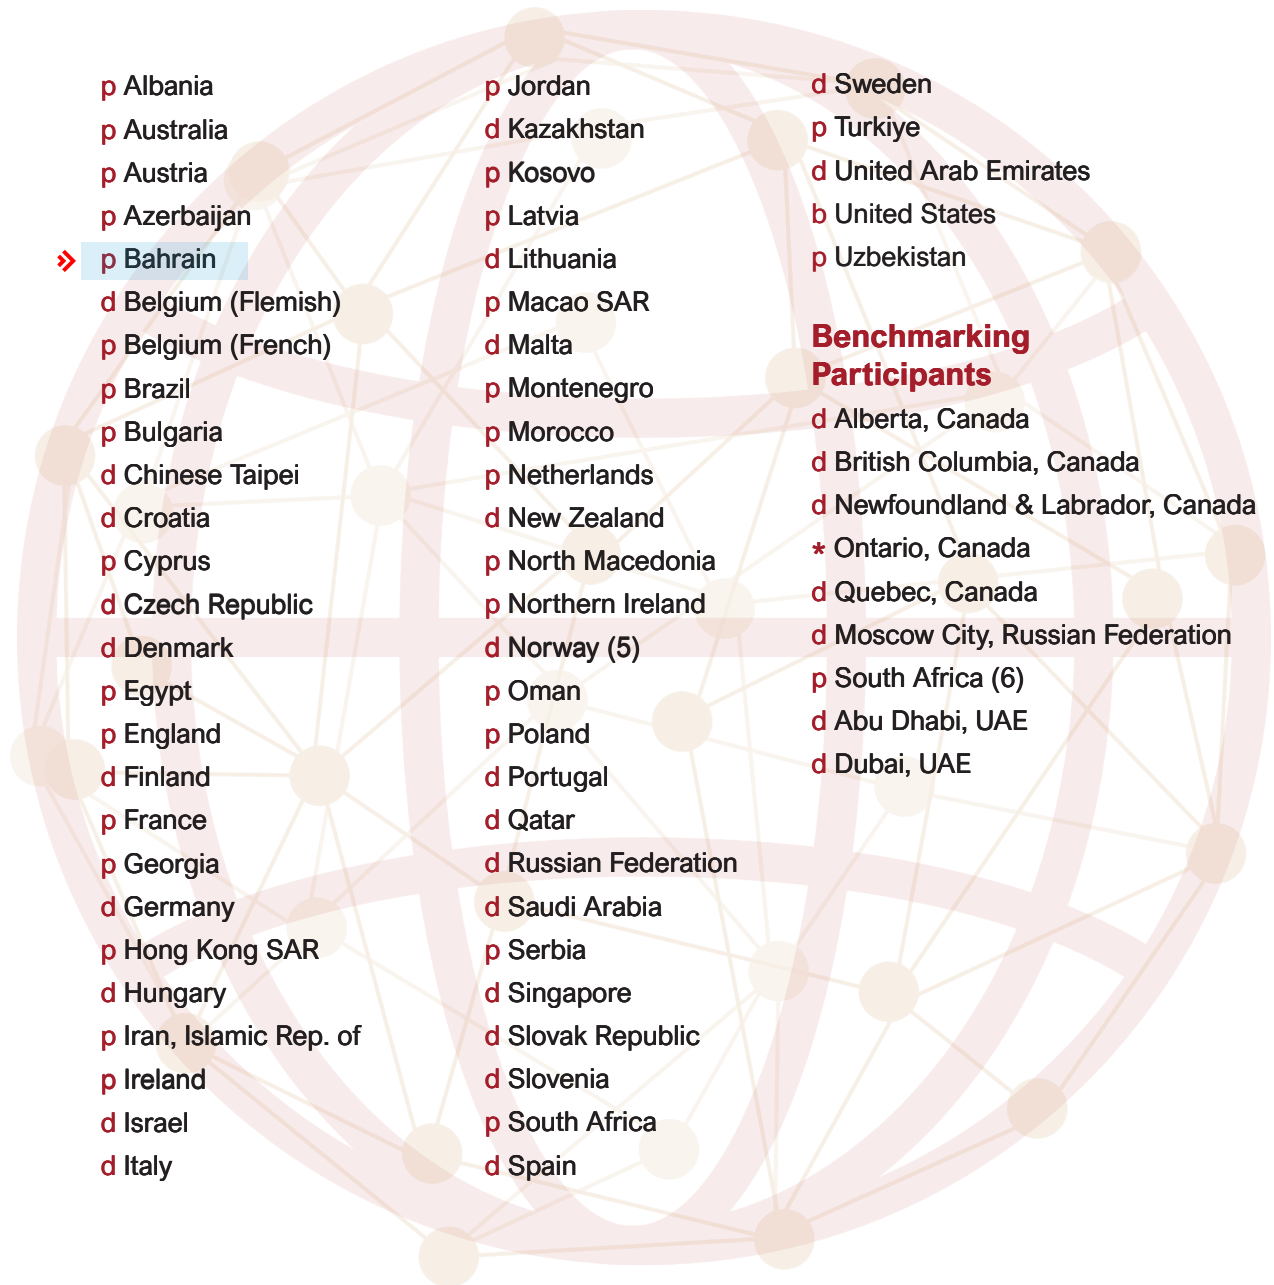 p Albania
p Australia
p Austria
p Azerbaijan
p Bahrain
d Belgium (Flemish)
p Belgium (French)
p Brazil
p Bulgaria
d Chinese Taipei
d Croatia
p Cyprus
d Czech Republic
d Denmark
p Egypt
p England
d Finland
p France
p Georgia
d Germany
p Hong Kong SAR
d Hungary
p Iran, Islamic Rep. of
p Ireland
d Israel
d Italy
p Jordan
d Kazakhstan
p Kosovo
p Latvia
d Lithuania
p Macao SAR
d Malta
p Montenegro
p Morocco
p Netherlands
d New Zealand
p North Macedonia
p Northern Ireland
d Norway (5)
p Oman
p Poland
d Portugal
d Qatar
d Russian Federation
d Saudi Arabia
p Serbia
d Singapore
d Slovak Republic
d Slovenia
p South Africa
d Spain
d Sweden
p Turkiye
d United Arab Emirates
b United States
p Uzbekistan
Benchmarking
Participants
d Alberta, Canada
d British Columbia, Canada
d Newfoundland & Labrador, Canada
* Ontario, Canada
d Quebec, Canada
d Moscow City, Russian Federation
p South Africa (6)
d Abu Dhabi, UAE
d Dubai, UAE